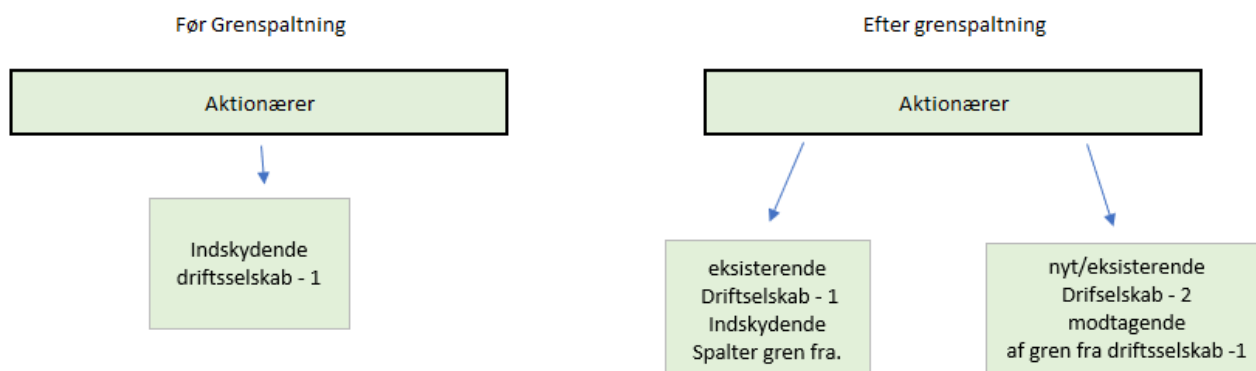 Før Grenspaltning
Efter grenspaltning
Aktionærer
Aktionærer
Indskydende
driftsselskab - 1
eksisterende
Driftselskab - 1
Indskydende
Spalter gren fra.
nyt/eksisterende
Drifselskab - 2
modtagende
af gren fra driftsselskab -1